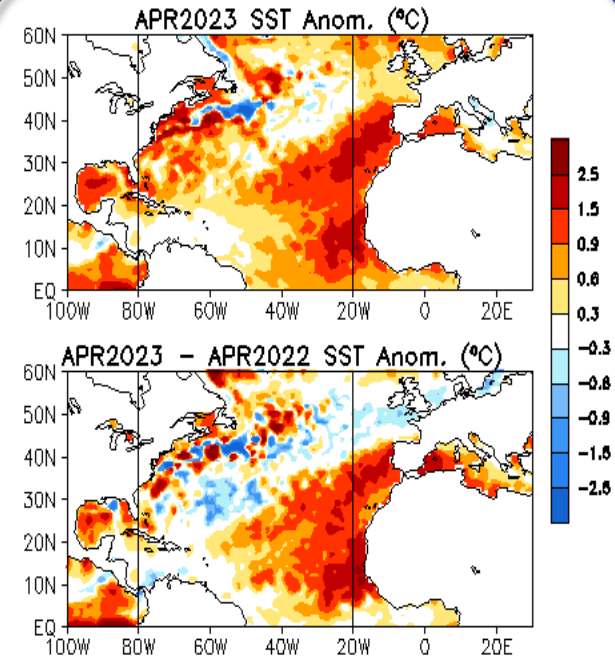 APR2023 SST Anom. (ºC)
60N
50N
40N
30N
20N
10N
EQ
100W 80W 60W 40W 20W 0 20E
2.5
1.5
0.9
0.6
0.3
-0.3
-0.6
-0.9
-1.5
-2.5
APR2023 - APR2022 SST Anom. (ºC)
60N
50N
40N
30N
20N
10N
EQ
100W 80W 60W 40W 20W 0 20E